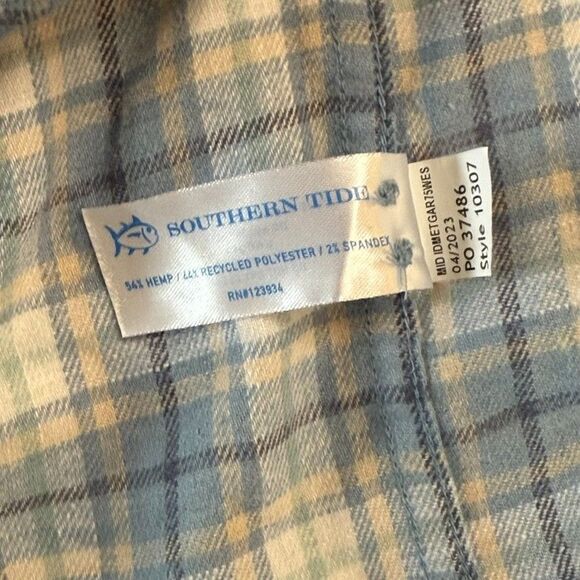 SOUTHERN TIDE
54% HEMP / 44% RECYCLED POLYESTER / 2% SPANDEX
RN#123934
MID IDMETGAR75WES
04/2023
PO 37486
Style 10307